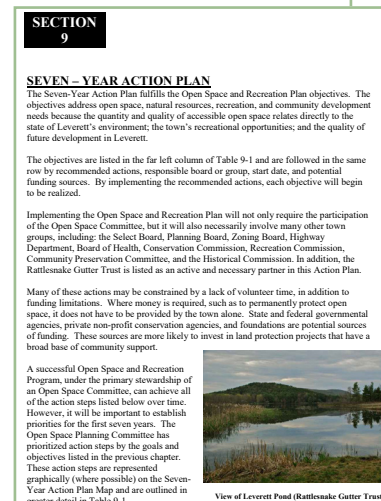 SECTION
9
SEVEN – YEAR ACTION PLAN
The Seven-Year Action Plan fulfills the Open Space and Recreation Plan objectives. The
objectives address open space, natural resources, recreation, and community development
needs because the quantity and quality of accessible open space relates directly to the
state of Leverett's environment; the town's recreational opportunities; and the quality of
future development in Leverett.
The objectives are listed in the far left column of Table 9-1 and are followed in the same
row by recommended actions, responsible board or group, start date, and potential
funding sources. By implementing the recommended actions, each objective will begin
to be realized.
Implementing the Open Space and Recreation Plan will not only require the participation
of the Open Space Committee, but it will also necessarily involve many other town
groups, including: the Select Board, Planning Board, Zoning Board, Highway
Department, Board of Health, Conservation Commission, Recreation Commission,
Community Preservation Committee, and the Historical Commission. In addition, the
Rattlesnake Gutter Trust is listed as an active and necessary partner in this Action Plan.
Many of these actions may be constrained by a lack of volunteer time, in addition to
funding limitations. Where money is required, such as to permanently protect open
space, it does not have to be provided by the town alone. State and federal governmental
agencies, private non-profit conservation agencies, and foundations are potential sources
of funding. These sources are more likely to invest in land protection projects that have a
broad base of community support.
A successful Open Space and Recreation
Program, under the primary stewardship of
an Open Space Committee, can achieve all
of the action steps listed below over time.
However, it will be important to establish
priorities for the first seven years. The
Open Space Planning Committee has
prioritized action steps by the goals and
objectives listed in the previous chapter.
These action steps are represented
graphically (where possible) on the Seven-
Year Action Plan Map and are outlined in
greater detail in Table 9-1.
View of Leverett Pond (Rattlesnake Gutter Trust